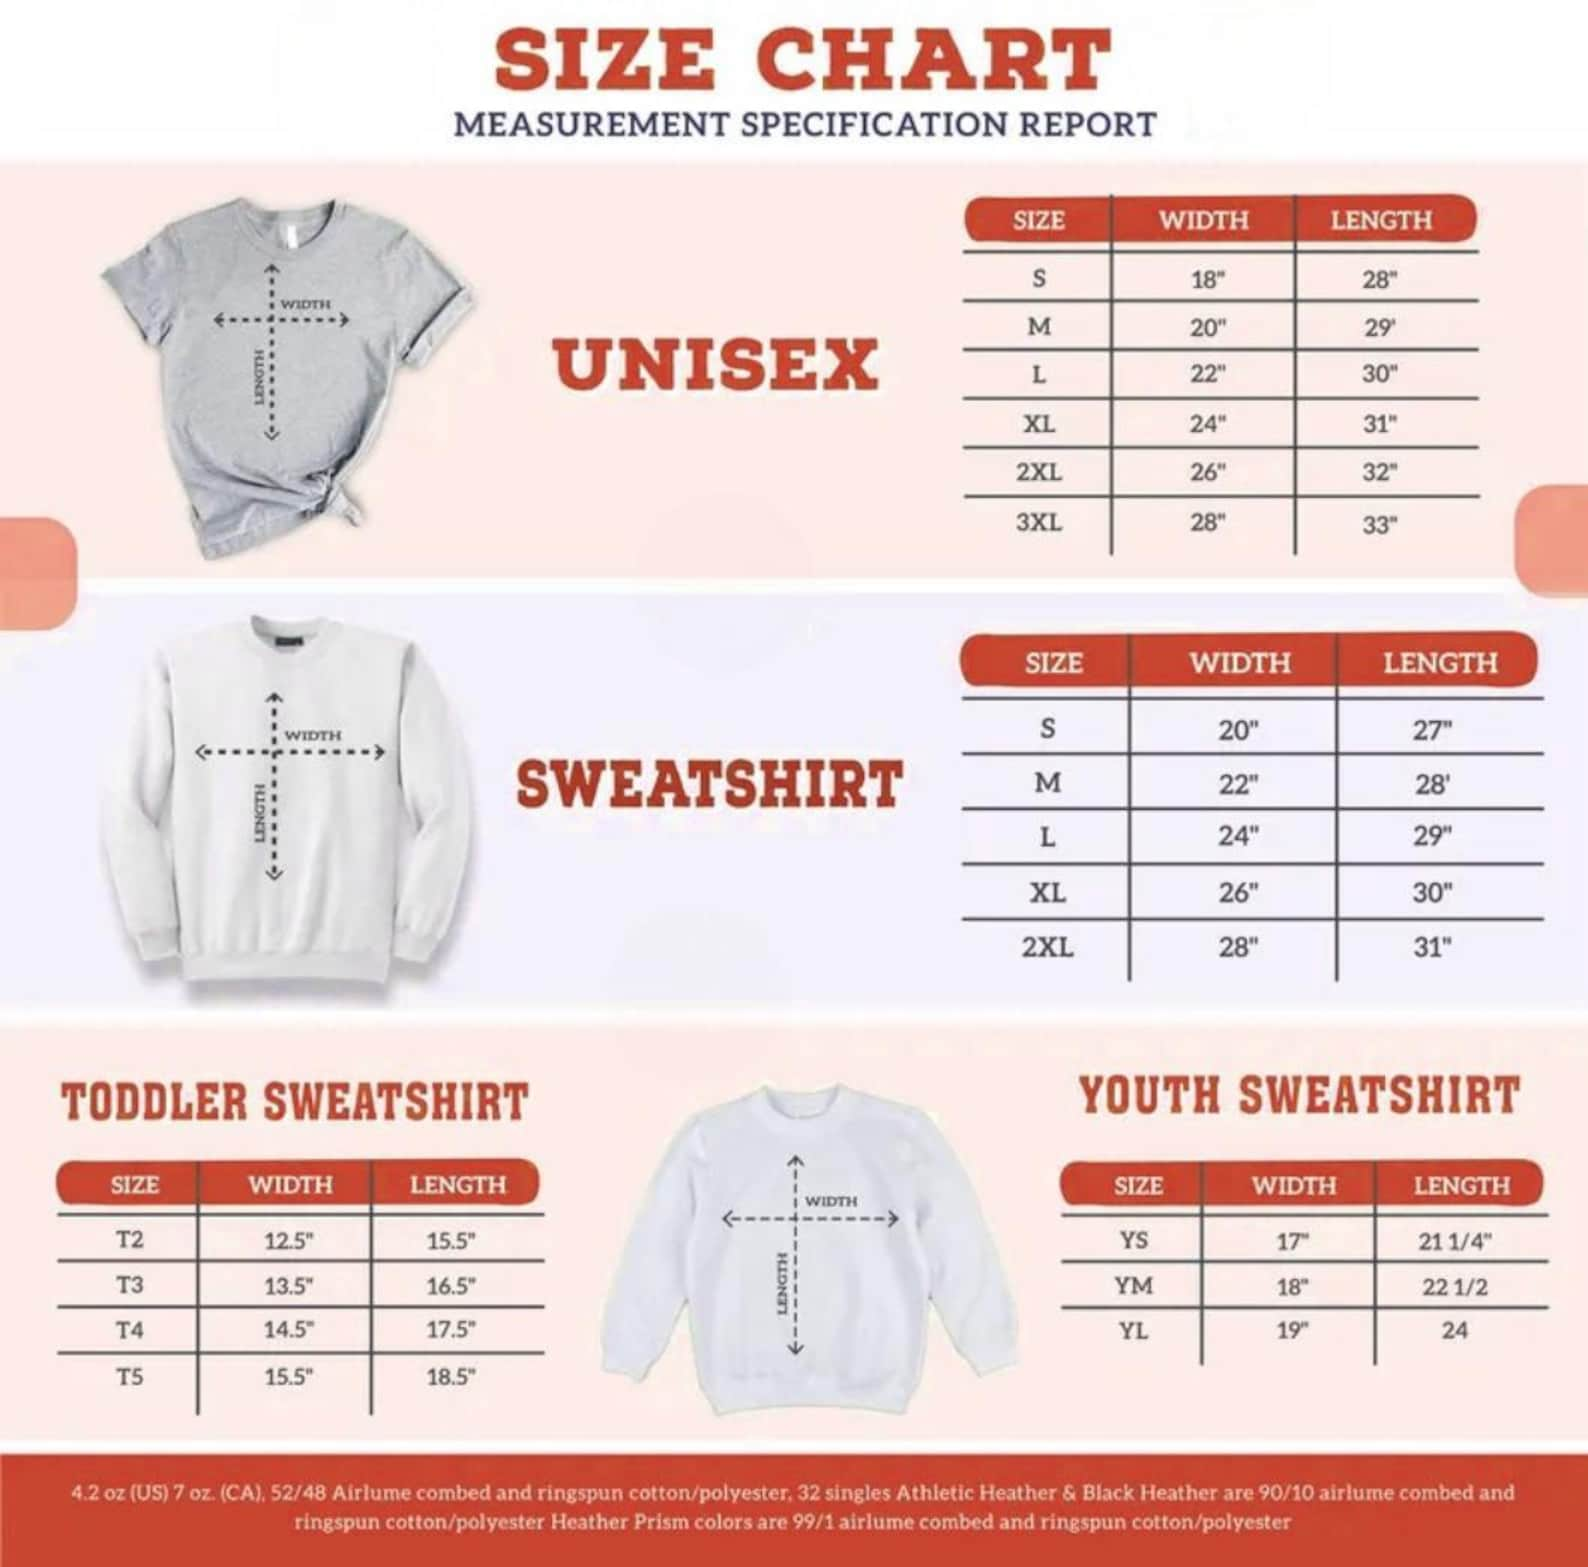 SIZE CHART
MEASUREMENT SPECIFICATION REPORT
WIDTH
LENGTH
UNISEX
SIZE WIDTH LENGTH
S 18" 28"
M 20" 29'
L 22" 30"
XL 24" 31"
2XL 26" 32"
3XL 28" 33"
WIDTH
LENGTH
SWEATSHIRT
SIZE WIDTH LENGTH
S 20" 27"
M 22" 28'
L 24" 29"
XL 26" 30"
2XL 28" 31"
TODDLER SWEATSHIRT
SIZE WIDTH LENGTH
T2 12.5" 15.5"
T3 13.5" 16.5"
T4 14.5" 17.5"
T5 15.5" 18.5"
WIDTH
LENGTH
YOUTH SWEATSHIRT
SIZE WIDTH LENGTH
YS 17" 21 1/4"
YM 18" 22 1/2
YL 19" 24
4.2 oz (US) 7 oz. (CA), 52/48 Airlume combed and ringspun cotton/polyester, 32 singles Athletic Heather & Black Heather are 90/10 airlume combed and
ringspun cotton/polyester Heather Prism colors are 99/1 airlume combed and ringspun cotton/polyester